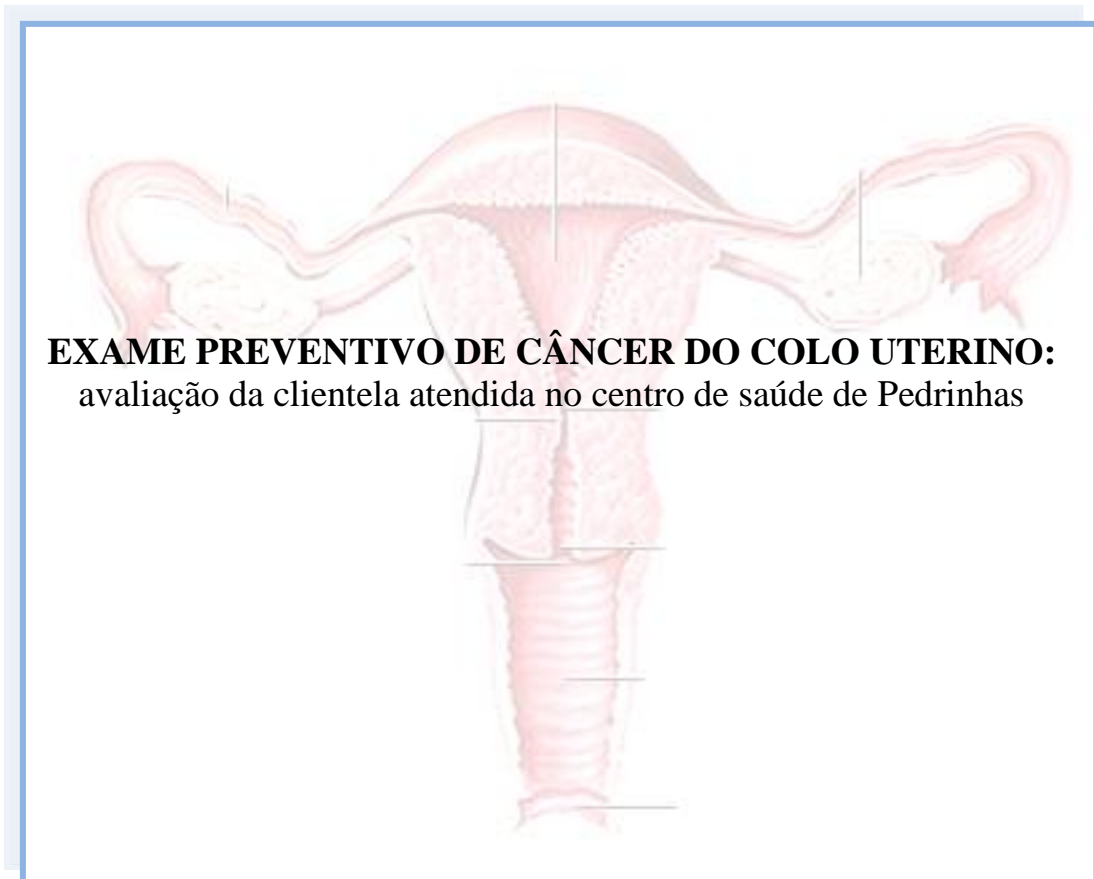 EXAME PREVENTIVO DE CÂNCER DO COLO UTERINO:
avaliação da clientela atendida no centro de saúde de Pedrinhas